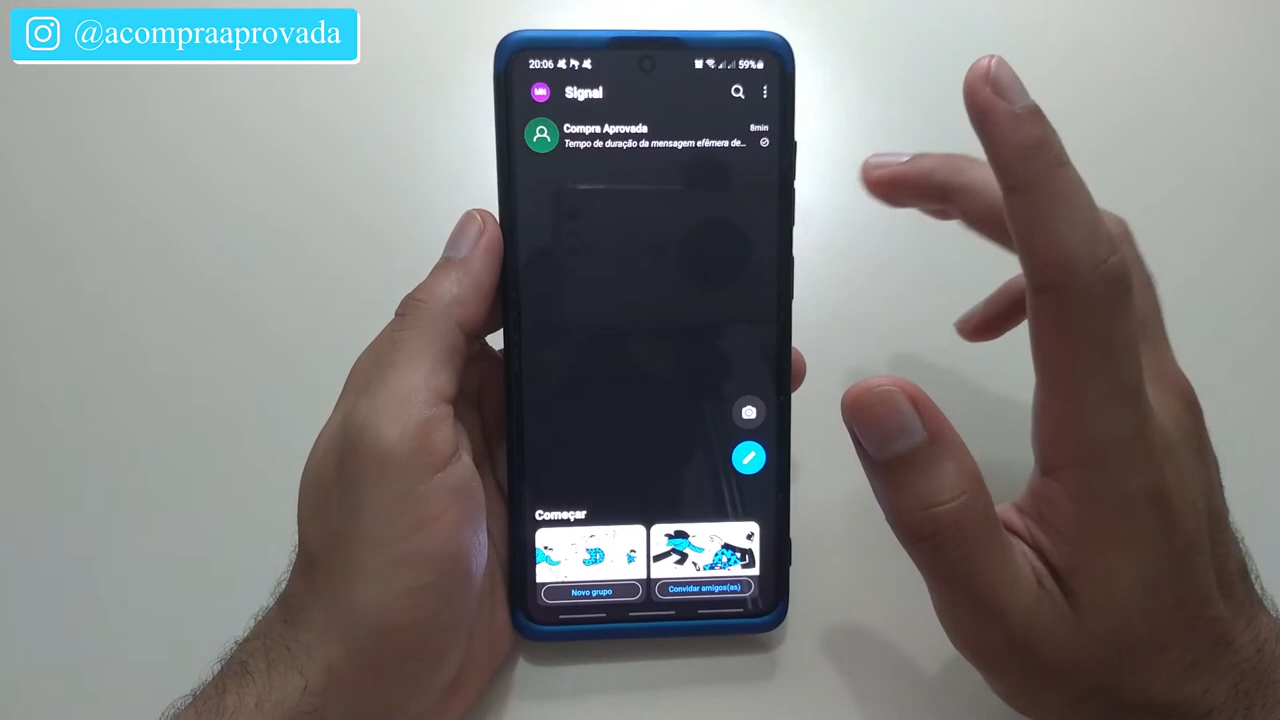 @acompraaprovada
20:06 59%
MN Signal
Compra Aprovada 8min
Tempo de duração da mensagem efêmera de...
Começar
Novo grupo Convidar amigos(as)